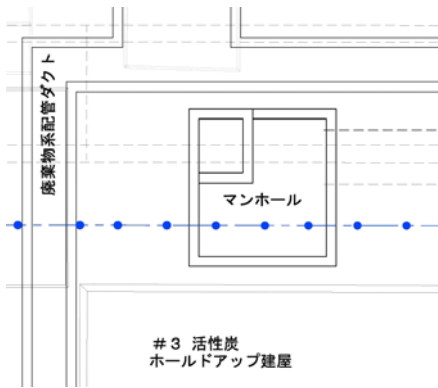 廃棄物系配管ダクト
マンホール
＃３ 活性炭
ホールドアップ建屋